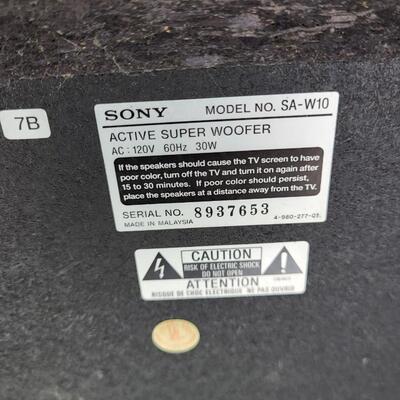 7B
SONY MODEL NO. SA-W10
ACTIVE SUPER WOOFER
AC : 120V 60Hz 30W
If the speakers should cause the TV screen to have
poor color, turn off the TV and turn it on again after
15 to 30 minutes. If poor color should persist,
place the speakers at a distance away from the TV.
SERIAL NO. 8937653
MADE IN MALAYSIA 4-980-277-01
CAUTION
RISK OF ELECTRIC SHOCK
DO NOT OPEN
ATTENTION
RISQUE DE CHOC ELECTRIQUE NE PAS OUVRIR